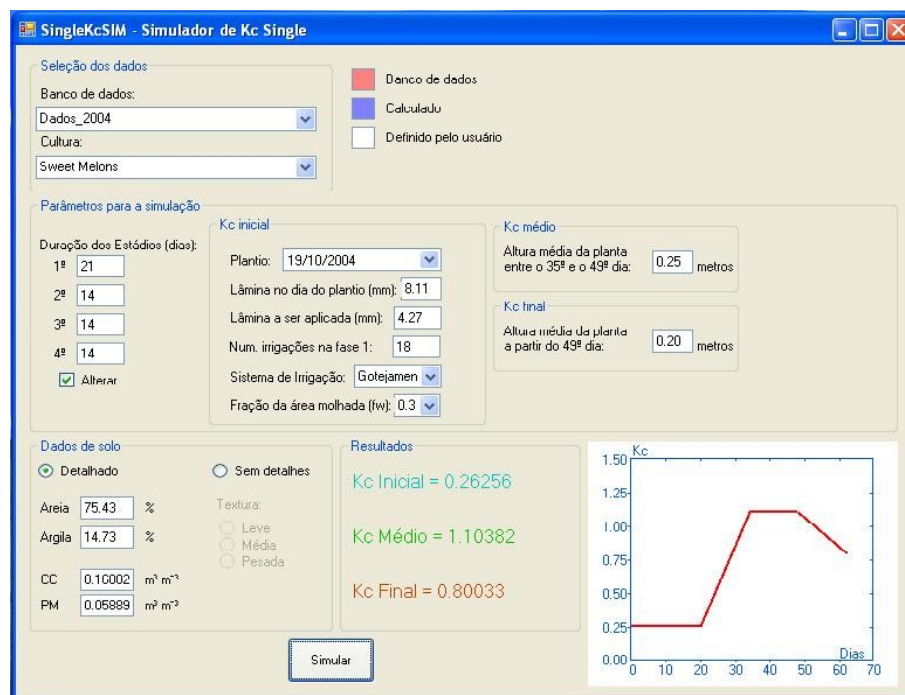 SingleKcSIM - Simulador de Kc Single
Seleção dos dados
Banco de dados:
Dados_2004
Cultura:
Sweet Melons
Banco de dados
Calculado
Definido pelo usuário
Parâmetros para a simulação
Duração dos Estádios (dias):
1º 21
2º 14
3º 14
4º 14
Alterar
Kc inicial
Plantio: 19/10/2004
Lâmina no dia do plantio (mm): 8.11
Lâmina a ser aplicada (mm): 4.27
Num. irrigações na fase 1: 18
Sistema de Irrigação: Gotejamen
Fração da área molhada (fw): 0.3
Kc médio
Altura média da planta
entre o 35º e o 49º dia: 0.25 metros
Kc final
Altura média da planta
a partir do 49º dia: 0.20 metros
Dados de solo
Detalhado
Sem detalhes
Areia 75.43 %
Argila 14.73 %
CC 0.16002 m³ m⁻³
PM 0.05889 m³ m⁻³
Textura:
Leve
Média
Pesada
Resultados
Kc Inicial = 0.26256
Kc Médio = 1.10382
Kc Final = 0.80033
Kc
1.50
1.25
1.00
0.75
0.50
0.25
0.00
0 10 20 30 40 50 60 70
Dias
Simular